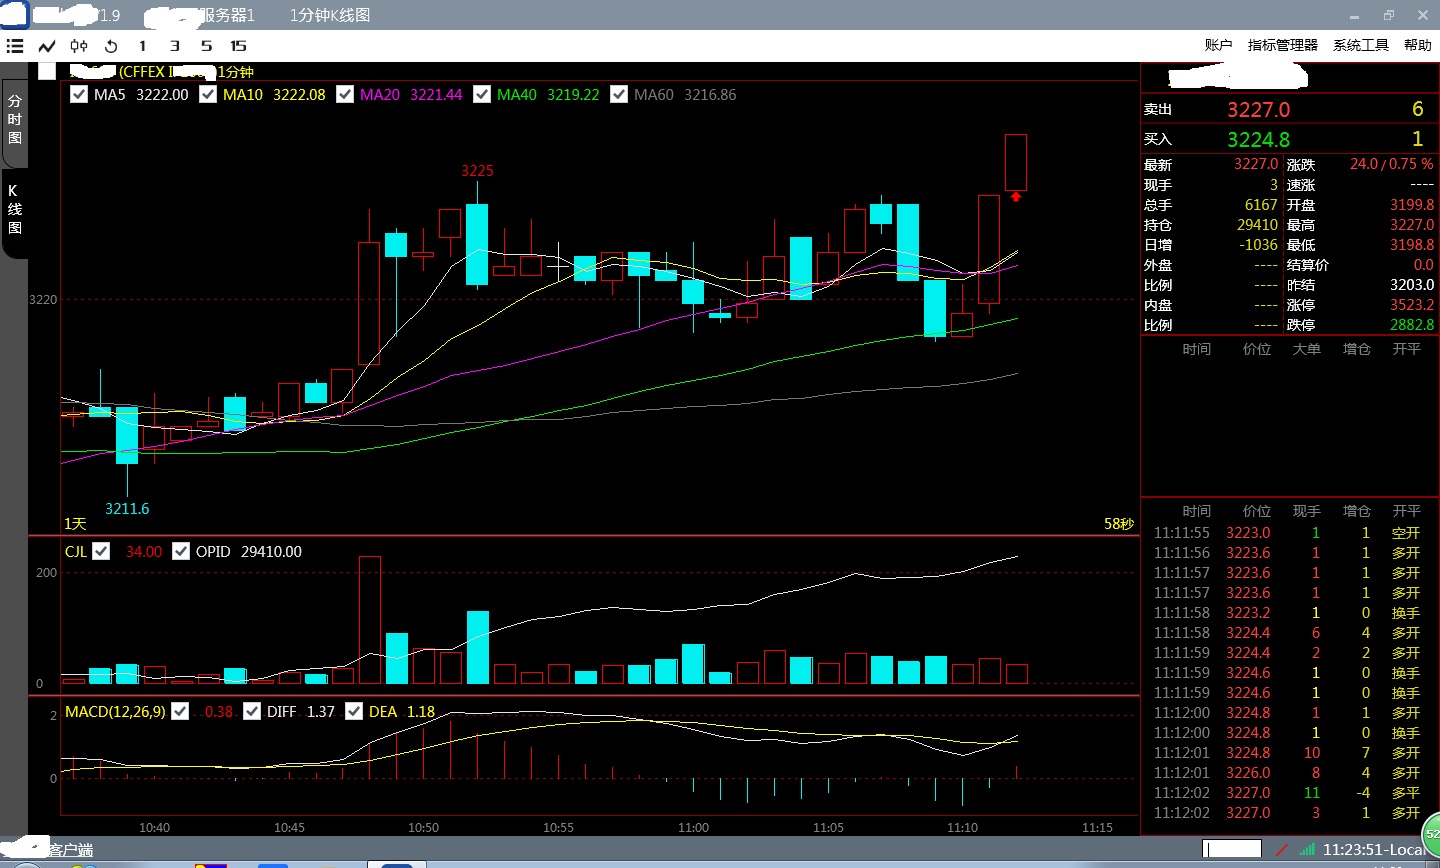 1.9 服务器1 1分钟K线图
1 3 5 15 账户 指标管理器 系统工具 帮助
(CFFEX I 1分钟
MA5 3222.00 MA10 3222.08 MA20 3221.44 MA40 3219.22 MA60 3216.86
分时图
K线图
3225
3220
3211.6
1天 58秒
CJL 34.00 OPID 29410.00
200
0
MACD(12,26,9) 0.38 DIFF 1.37 DEA 1.18
2
0
10:40 10:45 10:50 10:55 11:00 11:05 11:10 11:15
卖出 3227.0 6
买入 3224.8 1
最新 3227.0 涨跌 24.0 / 0.75 %
现手 3 速涨 ----
总手 6167 开盘 3199.8
持仓 29410 最高 3227.0
日增 -1036 最低 3198.8
外盘 ---- 结算价 0.0
比例 ---- 昨结 3203.0
内盘 ---- 涨停 3523.2
比例 ---- 跌停 2882.8
时间 价位 大单 增仓 开平
时间 价位 现手 增仓 开平
11:11:55 3223.0 1 1 空开
11:11:56 3223.6 1 1 多开
11:11:57 3223.6 1 1 多开
11:11:57 3223.6 1 1 多开
11:11:58 3223.2 1 0 换手
11:11:58 3224.4 6 4 多开
11:11:59 3224.4 2 2 多开
11:11:59 3224.6 1 0 换手
11:11:59 3224.6 1 0 换手
11:12:00 3224.8 1 1 多开
11:12:00 3224.8 1 0 换手
11:12:01 3224.8 10 7 多开
11:12:01 3226.0 8 4 多开
11:12:02 3227.0 11 -4 多平
11:12:02 3227.0 3 1 多开
52
客户端 11:23:51-Local